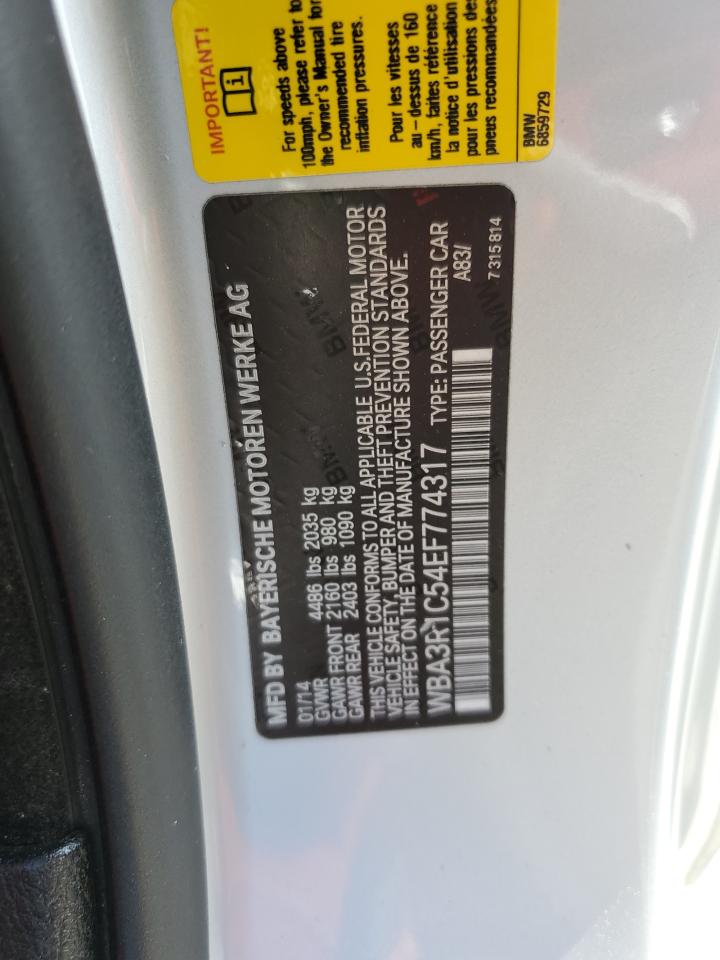 IMPORTANT!
i
For speeds above
100mph, please refer to
the Owner's Manual for
recommended tire
inflation pressures.
Pour les vitesses
au-dessus de 160
km/h, faites référence
la notice d'utilisation
pour les pressions des
pneus recommandées
BMW
6859729
MFD BY BAYERISCHE MOTOREN WERKE AG
01/14
GVWR 4486 lbs 2035 kg
GAWR FRONT 2160 lbs 980 kg
GAWR REAR 2403 lbs 1090 kg
THIS VEHICLE CONFORMS TO ALL APPLICABLE U.S.FEDERAL MOTOR
VEHICLE SAFETY, BUMPER AND THEFT PREVENTION STANDARDS
IN EFFECT ON THE DATE OF MANUFACTURE SHOWN ABOVE.
WBA3R1C54EF774317 TYPE: PASSENGER CAR
A83/
7 315 814